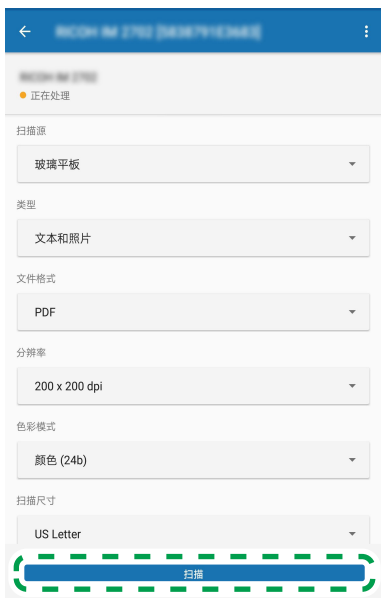 正在处理
扫描源
玻璃平板
类型
文本和照片
文件格式
PDF
分辨率
200 x 200 dpi
色彩模式
颜色 (24b)
扫描尺寸
US Letter
扫描